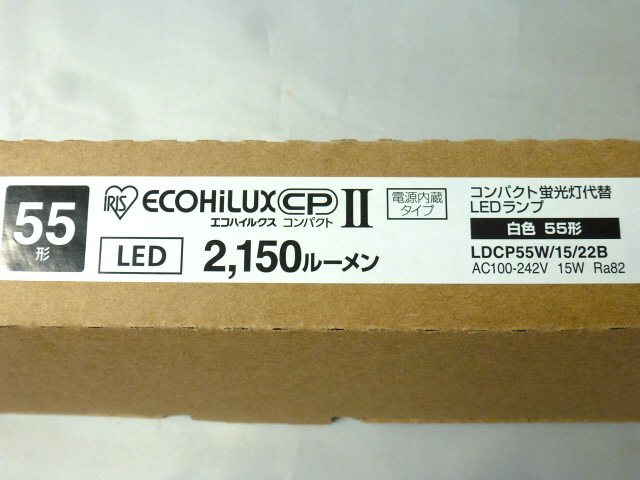 55
形
IRIS ECOHiLUX CP II
エコハイルクス コンパクト
電源内蔵
タイプ
LED 2,150ルーメン
コンパクト蛍光灯代替
LEDランプ
白色 55形
LDCP55W/15/22B
AC100-242V 15W Ra82